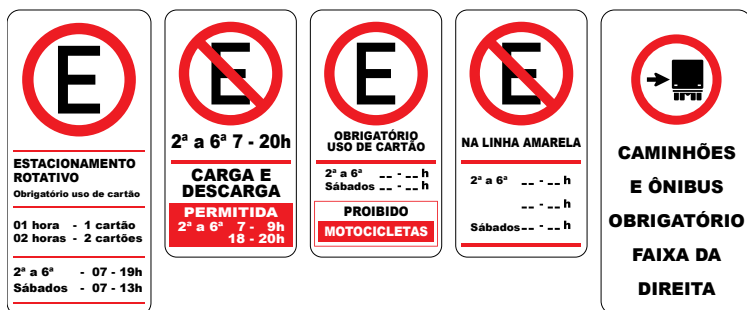 E
ESTACIONAMENTO
ROTATIVO
Obrigatório uso de cartão
01 hora - 1 cartão
02 horas - 2 cartões
2ª a 6ª - 07 - 19h
Sábados - 07 - 13h
E
2ª a 6ª 7 - 20h
CARGA E
DESCARGA
PERMITIDA
2ª a 6ª 7 - 9h
18 - 20h
E
OBRIGATÓRIO
USO DE CARTÃO
2ª a 6ª _ _ - _ _ h
Sábados _ _ - _ _ h
PROIBIDO
MOTOCICLETAS
E
NA LINHA AMARELA
2ª a 6ª _ _ - _ _ h
_ _ - _ _ h
Sábados _ _ - _ _ h
CAMINHÕES
E ÔNIBUS
OBRIGATÓRIO
FAIXA DA
DIREITA